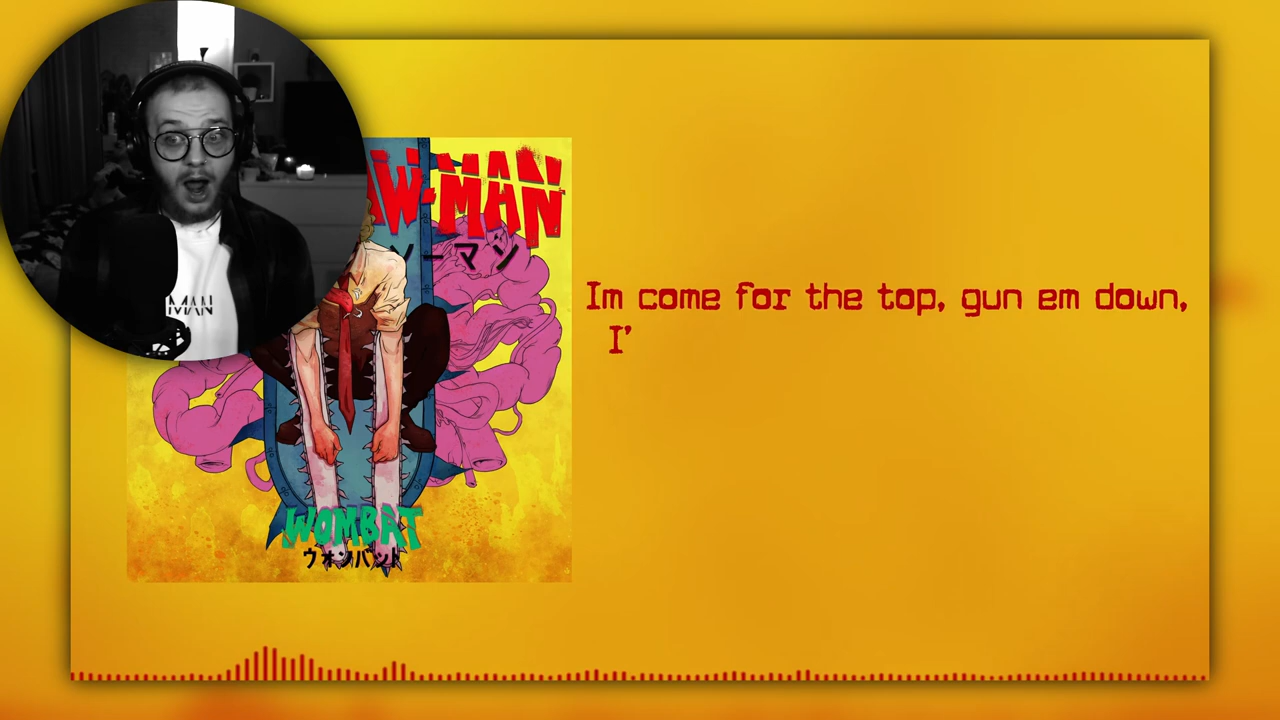 MAN
AW-MAN
ソーマン
Im come for the top, gun em down,
I'
WOMBAT
ウォンバット